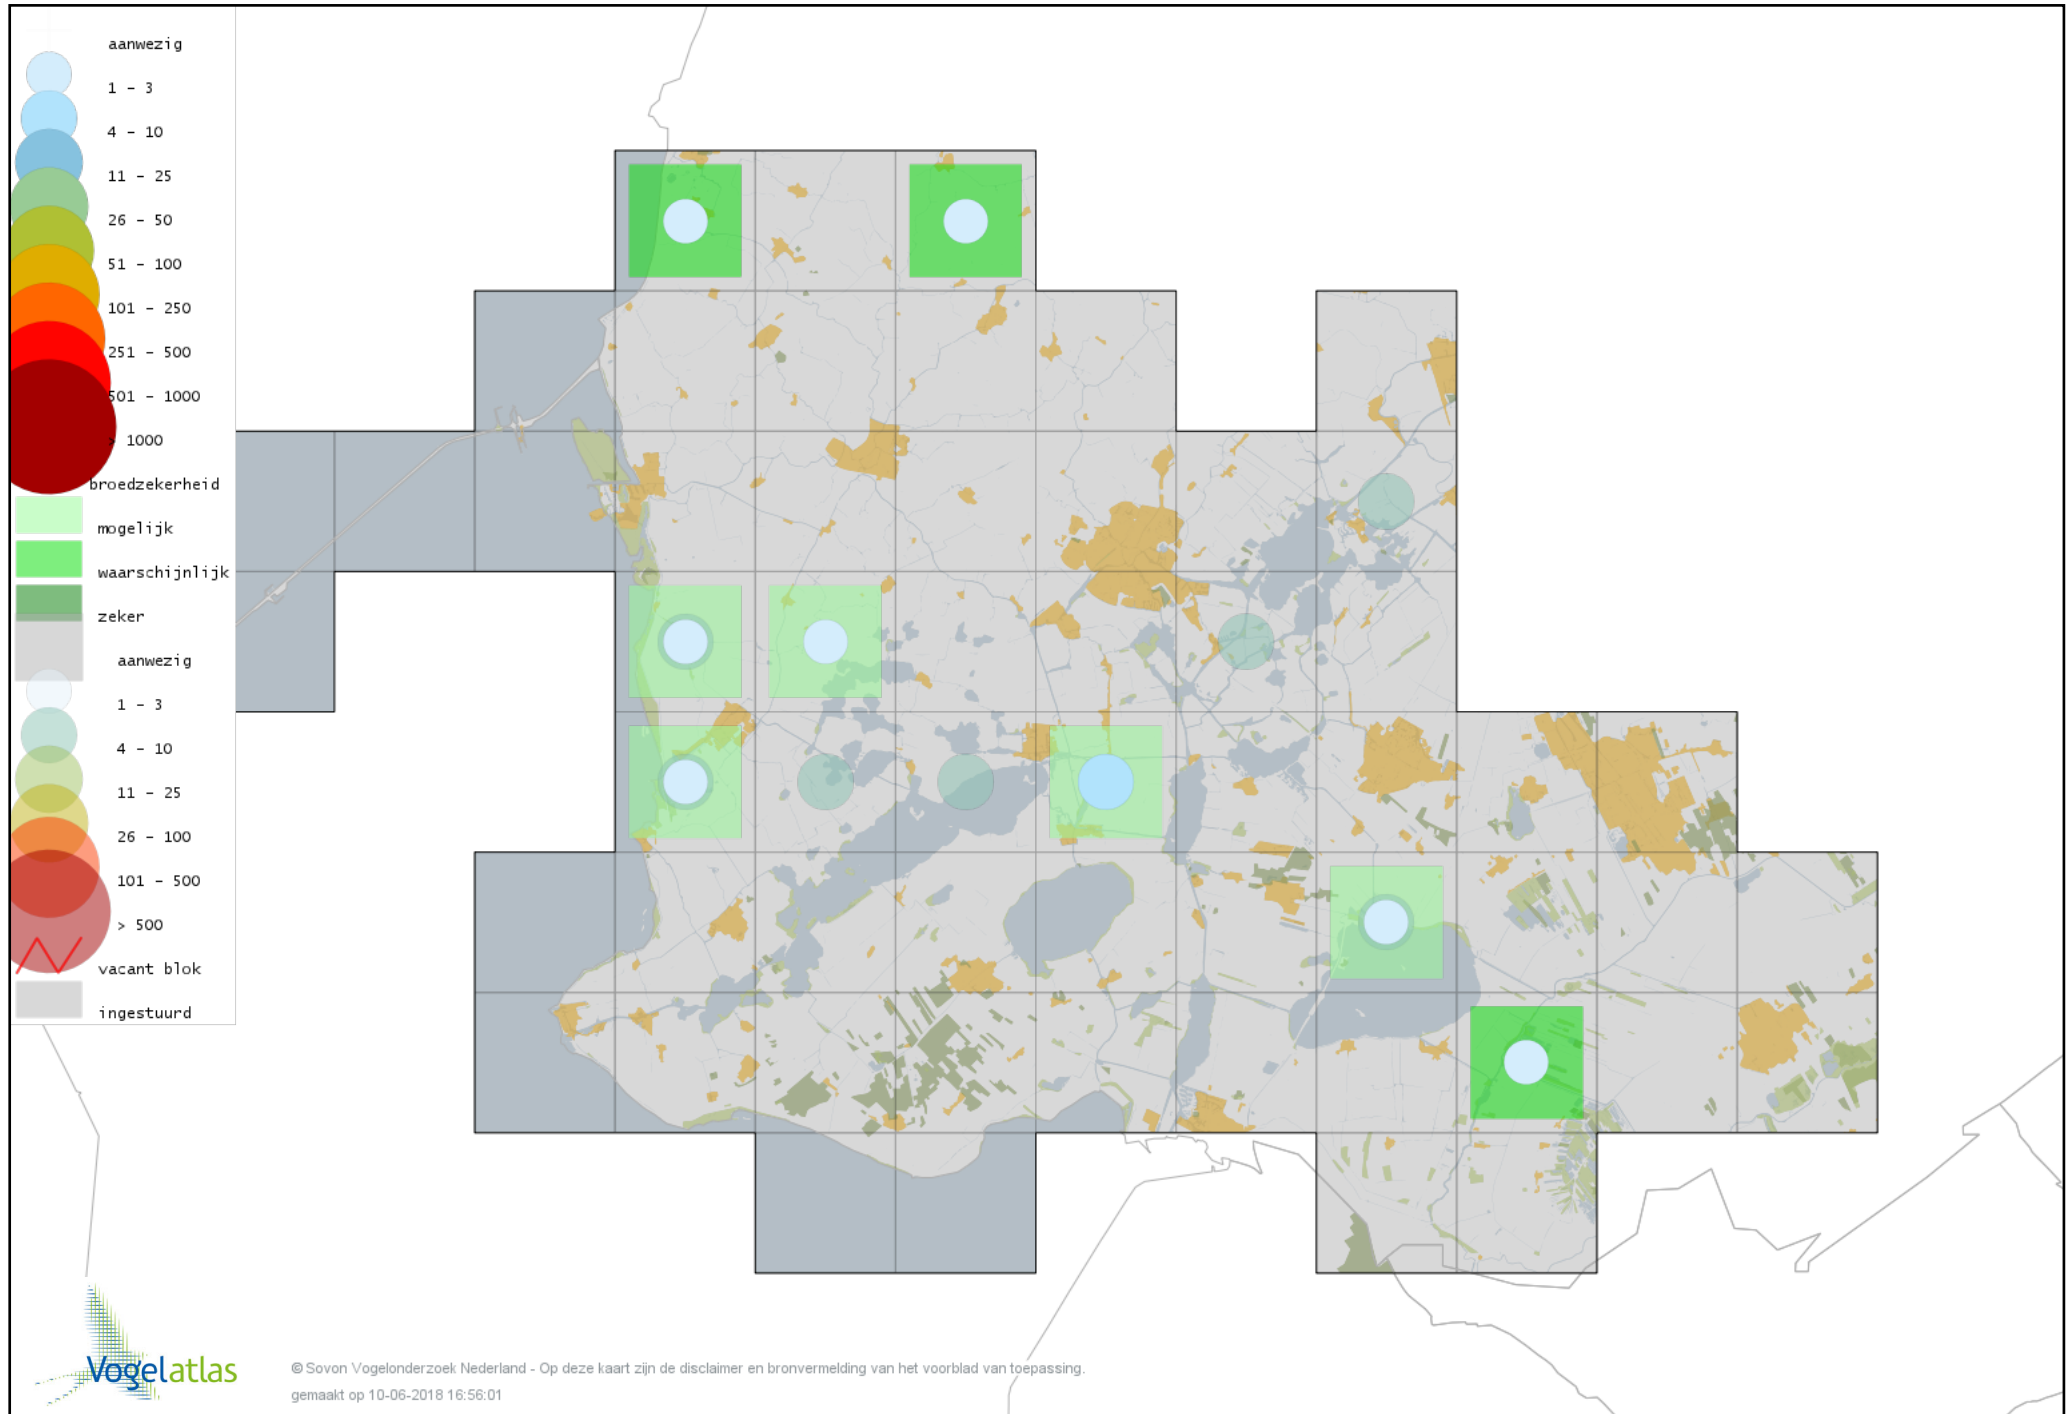 aanwezig
1 - 3
4 - 10
11 - 25
26 - 50
51 - 100
101 - 250
251 - 500
501 - 1000
> 1000
broedzekerheid
mogelijk
waarschijnlijk
zeker
aanwezig
1 - 3
4 - 10
11 - 25
26 - 100
101 - 500
> 500
vacant blok
ingestuurd
Vogelatlas
© Sovon Vogelonderzoek Nederland - Op deze kaart zijn de disclaimer en bronvermelding van het voorblad van toepassing.
gemaakt op 10-06-2018 16:56:01